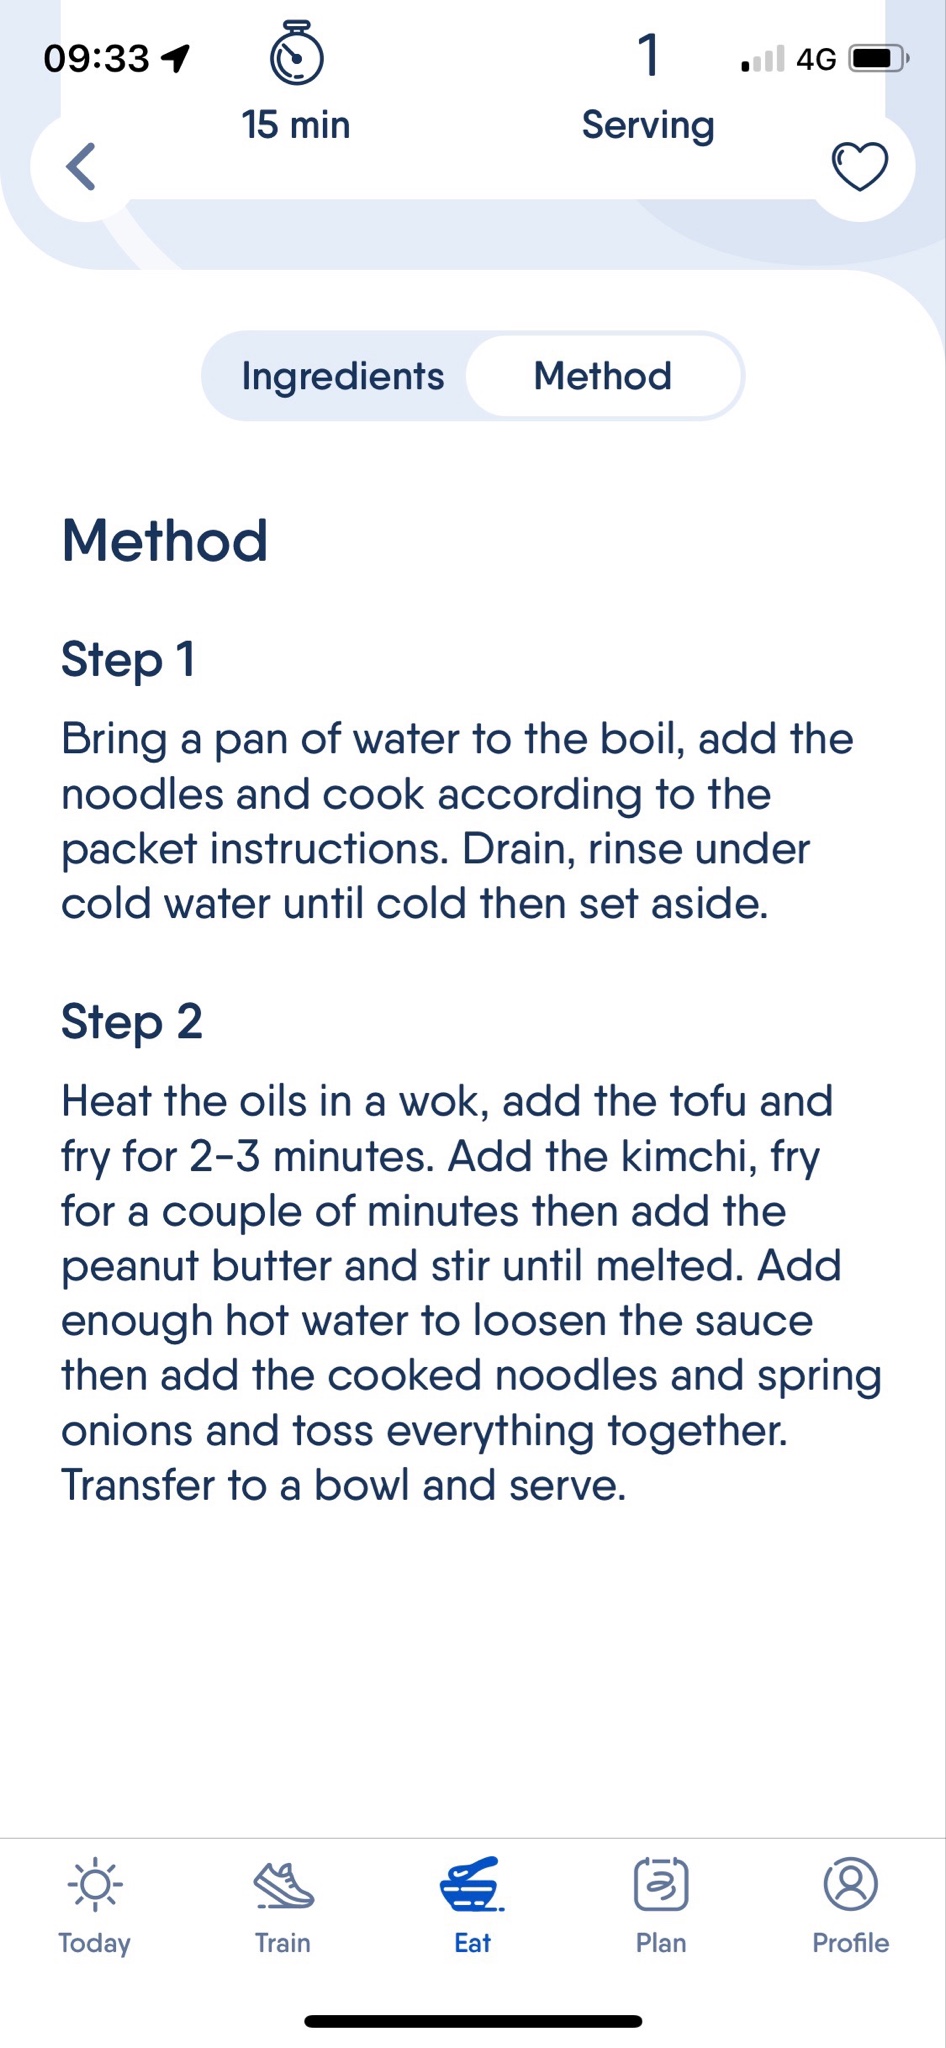 09:33
4G
15 min
1
Serving
Ingredients
Method
Method
Step 1
Bring a pan of water to the boil, add the
noodles and cook according to the
packet instructions. Drain, rinse under
cold water until cold then set aside.
Step 2
Heat the oils in a wok, add the tofu and
fry for 2-3 minutes. Add the kimchi, fry
for a couple of minutes then add the
peanut butter and stir until melted. Add
enough hot water to loosen the sauce
then add the cooked noodles and spring
onions and toss everything together.
Transfer to a bowl and serve.
Today
Train
Eat
Plan
Profile